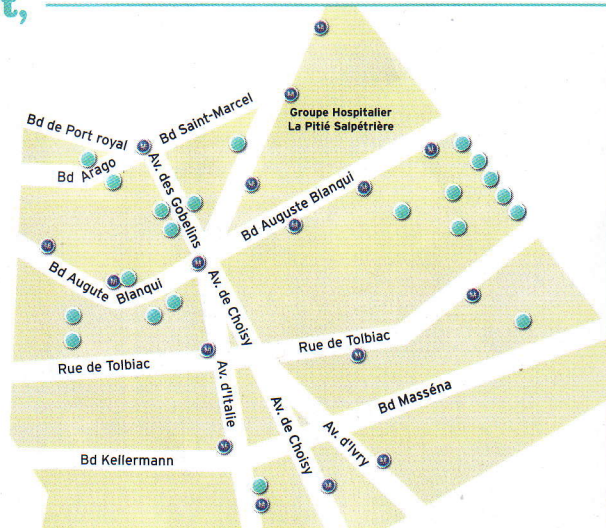 t,
Groupe Hospitalier
La Pitié Salpétrière
Bd Saint-Marcel
Bd de Port royal
Bd Arago
Av. des Gobelins
Bd Auguste Blanqui
Bd Augute Blanqui
Av. de Choisy
Rue de Tolbiac
Rue de Tolbiac
Av. d'Italie
Bd Masséna
Av. de Choisy
Av. d'Ivry
Bd Kellermann